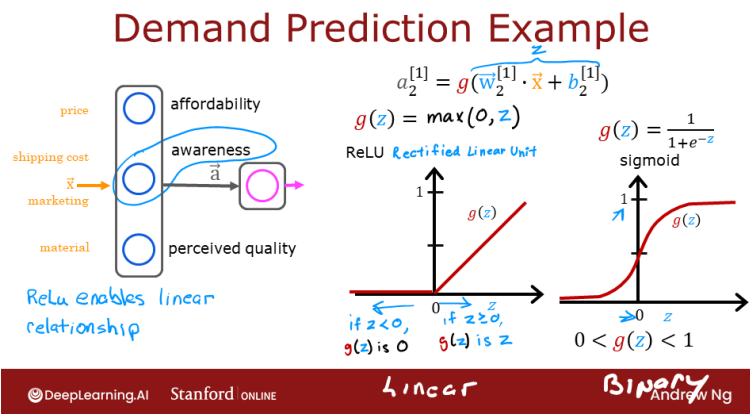 Demand Prediction Example
z
a₂^[1] = g(w⃗₂^[1] · x⃗ + b₂^[1])
price
affordability
g(z) = max(0,z)
g(z) = 1/(1+e^-z)
shipping cost
awareness
ReLU Rectified Linear Unit
sigmoid
x⃗
a⃗
marketing
1
g(z)
1
g(z)
material
perceived quality
ReLu enables linear
relationship
0 z
0 z
if z<0,
g(z) is 0
if z≥0,
g(z) is z
0 < g(z) < 1
DeepLearning.AI Stanford ONLINE
Linear
Binary
Andrew Ng